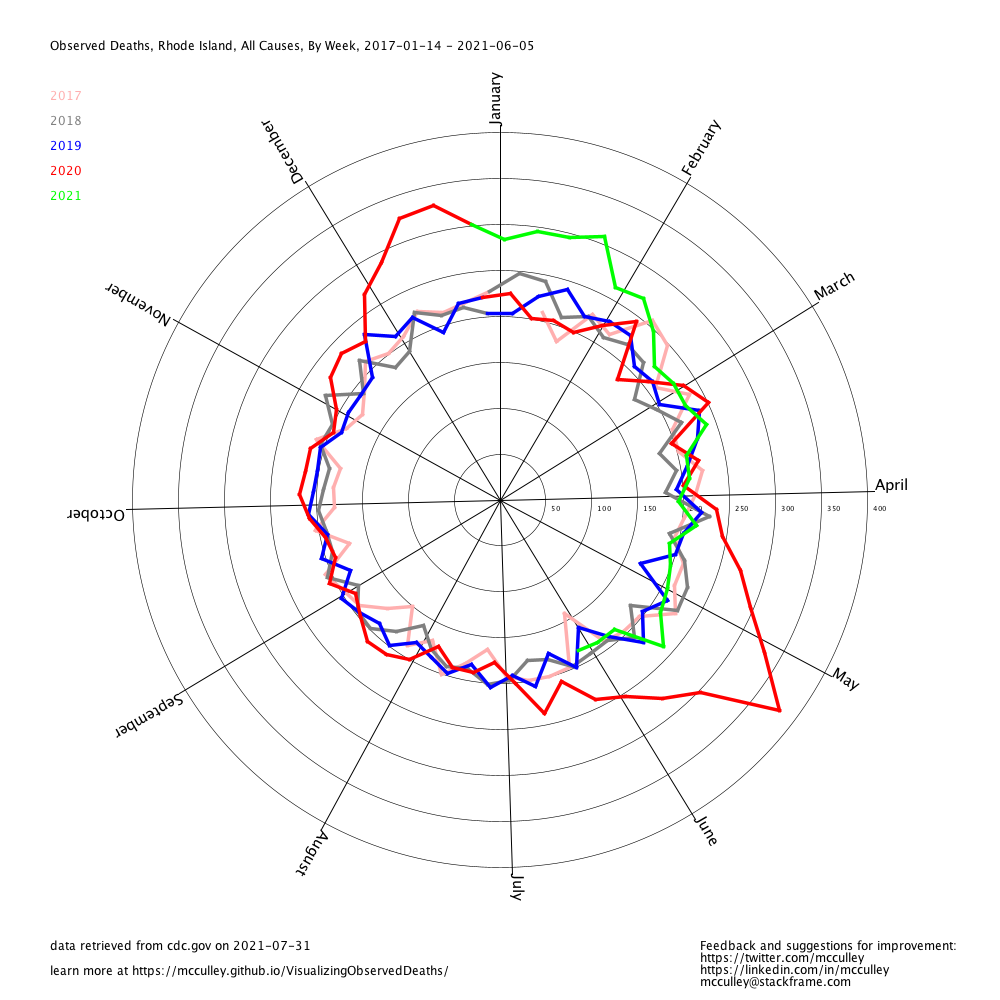 Observed Deaths, Rhode Island, All Causes, By Week, 2017-01-14 - 2021-06-05
2017
2018
2019
2020
2021
January
February
March
April
May
June
July
August
September
October
November
December
50
100
150
200
250
300
350
400
data retrieved from cdc.gov on 2021-07-31
learn more at https://mcculley.github.io/VisualizingObservedDeaths/
Feedback and suggestions for improvement:
https://twitter.com/mcculley
https://linkedin.com/in/mcculley
mcculley@stackframe.com